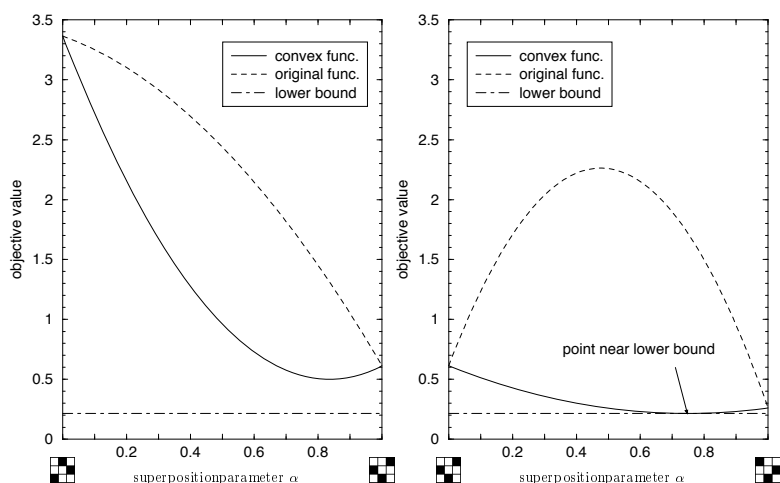 3.5
3
2.5
2
1.5
1
0.5
0
objective value
convex func.
original func.
lower bound
0.2
0.4
0.6
0.8
superpositionparameter α
3.5
3
2.5
2
1.5
1
0.5
0
objective value
convex func.
original func.
lower bound
point near lower bound
0.2
0.4
0.6
0.8
superpositionparameter α